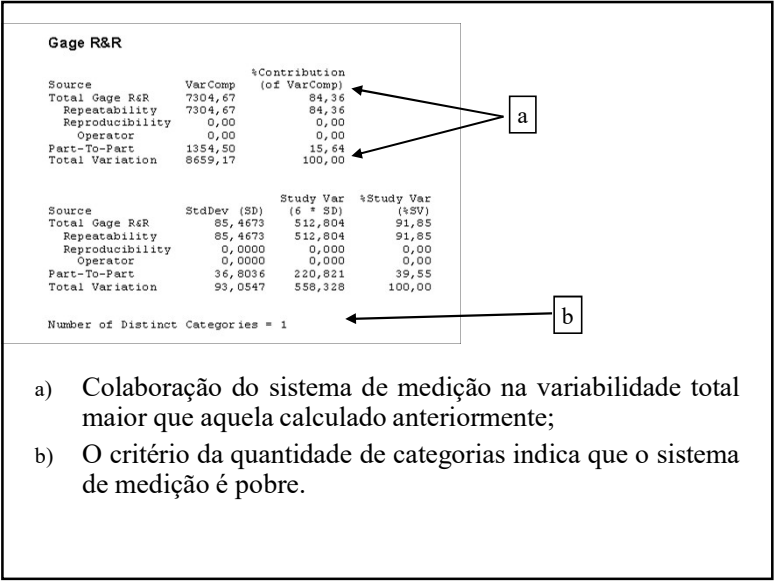 Gage R&R
%Contribution
Source VarComp (of VarComp)
Total Gage R&R 7304,67 84,36
Repeatability 7304,67 84,36
Reproducibility 0,00 0,00
Operator 0,00 0,00
Part-To-Part 1354,50 15,64
Total Variation 8659,17 100,00
a
Study Var %Study Var
Source StdDev (SD) (6 * SD) (%SV)
Total Gage R&R 85,4673 512,804 91,85
Repeatability 85,4673 512,804 91,85
Reproducibility 0,0000 0,000 0,00
Operator 0,0000 0,000 0,00
Part-To-Part 36,8036 220,821 39,55
Total Variation 93,0547 558,328 100,00
b
Number of Distinct Categories = 1
a) Colaboração do sistema de medição na variabilidade total
maior que aquela calculado anteriormente;
b) O critério da quantidade de categorias indica que o sistema
de medição é pobre.